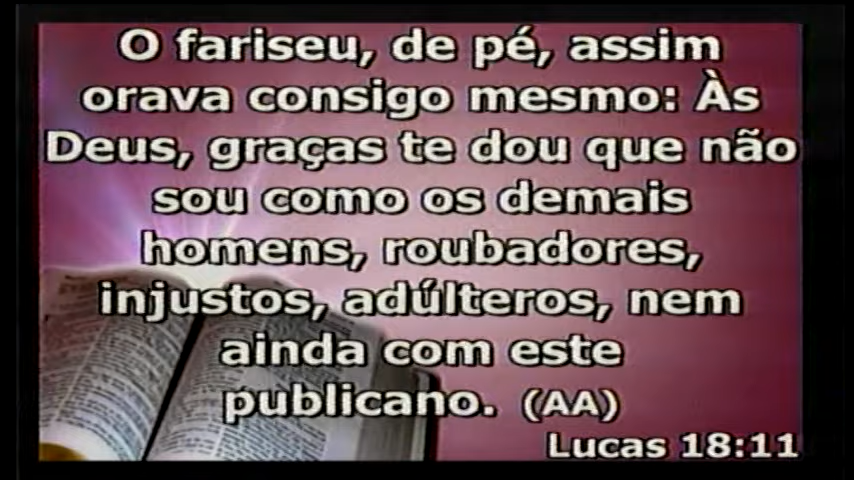 O fariseu, de pé, assim
orava consigo mesmo: Às
Deus, graças te dou que não
sou como os demais
homens, roubadores,
injustos, adúlteros, nem
ainda com este
publicano. (AA)
Lucas 18:11